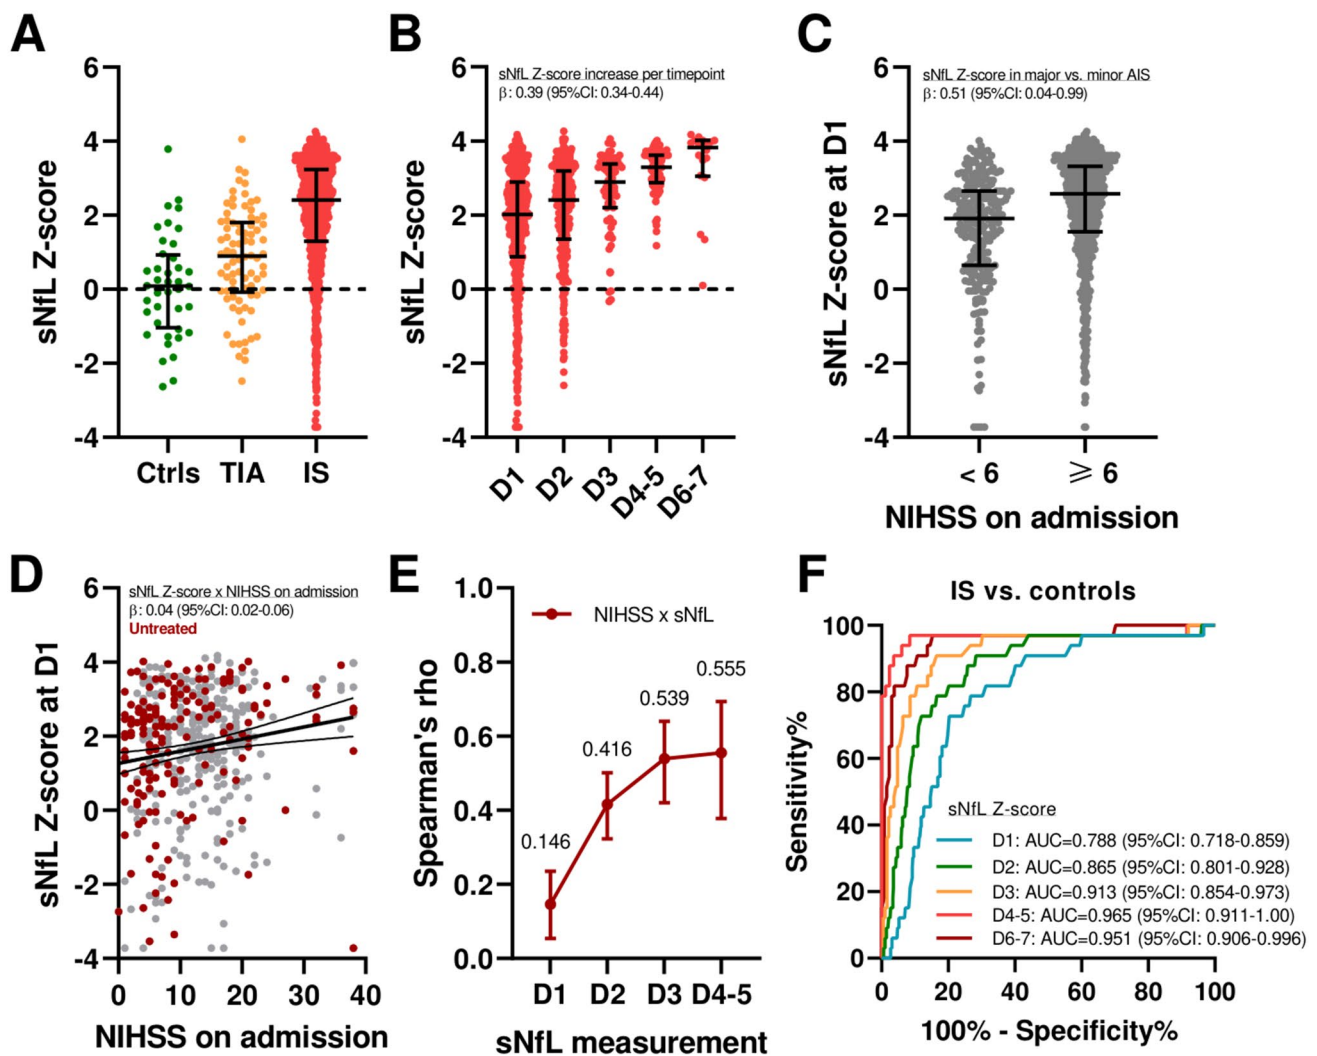 A
6
4
2
0
-2
-4
sNfL Z-score
Ctrls TIA IS
B
sNfL Z-score increase per timepoint
β: 0.39 (95%CI: 0.34-0.44)
6
4
2
0
-2
-4
sNfL Z-score
D1 D2 D3 D4-5 D6-7
C
sNfL Z-score in major vs. minor AIS
β: 0.51 (95%CI: 0.04-0.99)
6
4
2
0
-2
-4
sNfL Z-score at D1
< 6 ⩾ 6
NIHSS on admission
D
sNfL Z-score x NIHSS on admission
β: 0.04 (95%CI: 0.02-0.06)
Untreated
6
4
2
0
-2
-4
sNfL Z-score at D1
0 10 20 30 40
NIHSS on admission
E
NIHSS x sNfL
1.0
0.8
0.6
0.4
0.2
0.0
Spearman's rho
0.146
0.416
0.539
0.555
D1 D2 D3 D4-5
sNfL measurement
F
IS vs. controls
100
80
60
40
20
0
Sensitivity%
sNfL Z-score
D1: AUC=0.788 (95%CI: 0.718-0.859)
D2: AUC=0.865 (95%CI: 0.801-0.928)
D3: AUC=0.913 (95%CI: 0.854-0.973)
D4-5: AUC=0.965 (95%CI: 0.911-1.00)
D6-7: AUC=0.951 (95%CI: 0.906-0.996)
0 20 40 60 80 100
100% - Specificity%